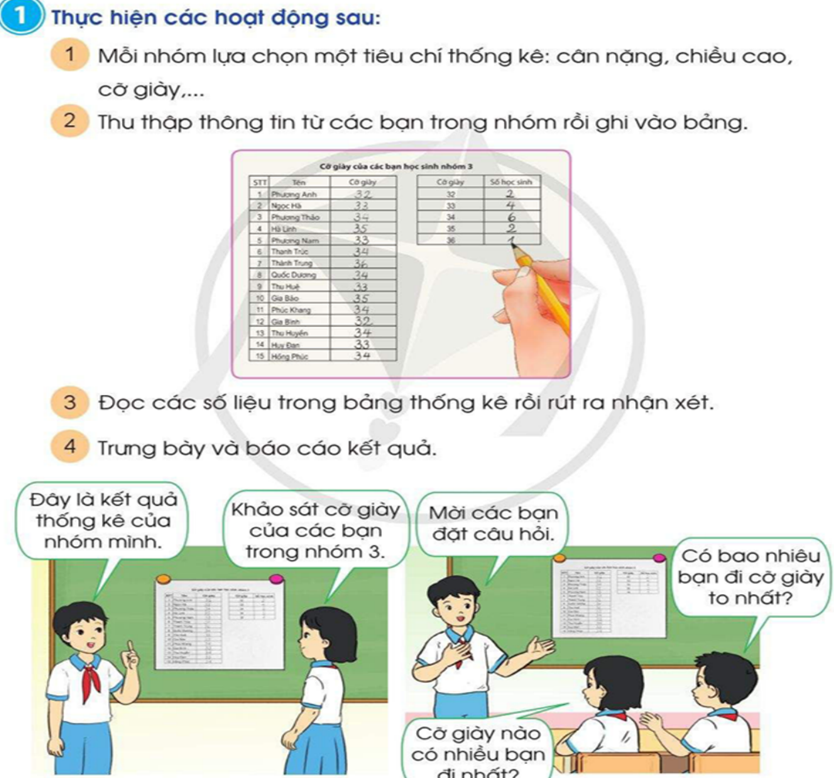 1 Thực hiện các hoạt động sau:
1 Mỗi nhóm lựa chọn một tiêu chí thống kê: cân nặng, chiều cao,
cỡ giày,...
2 Thu thập thông tin từ các bạn trong nhóm rồi ghi vào bảng.
Cỡ giày của các bạn học sinh nhóm 3
STT Tên Cỡ giày
1 Phương Anh 32
2 Ngọc Hà 33
3 Phương Thảo 34
4 Hà Linh 35
5 Phương Nam 33
6 Thanh Trúc 34
7 Thành Trung 36
8 Quốc Dương 34
9 Thu Huệ 33
10 Gia Bảo 35
11 Phúc Khang 34
12 Gia Bình 32
13 Thu Huyền 34
14 Huy Đan 33
15 Hồng Phúc 34
Cỡ giày Số học sinh
32 2
33 4
34 6
35 2
36 1
3 Đọc các số liệu trong bảng thống kê rồi rút ra nhận xét.
4 Trưng bày và báo cáo kết quả.
Đây là kết quả
thống kê của
nhóm mình.
Khảo sát cỡ giày
của các bạn
trong nhóm 3.
Mời các bạn
đặt câu hỏi.
Có bao nhiêu
bạn đi cỡ giày
to nhất?
Cỡ giày nào
có nhiều bạn
đi nhất?